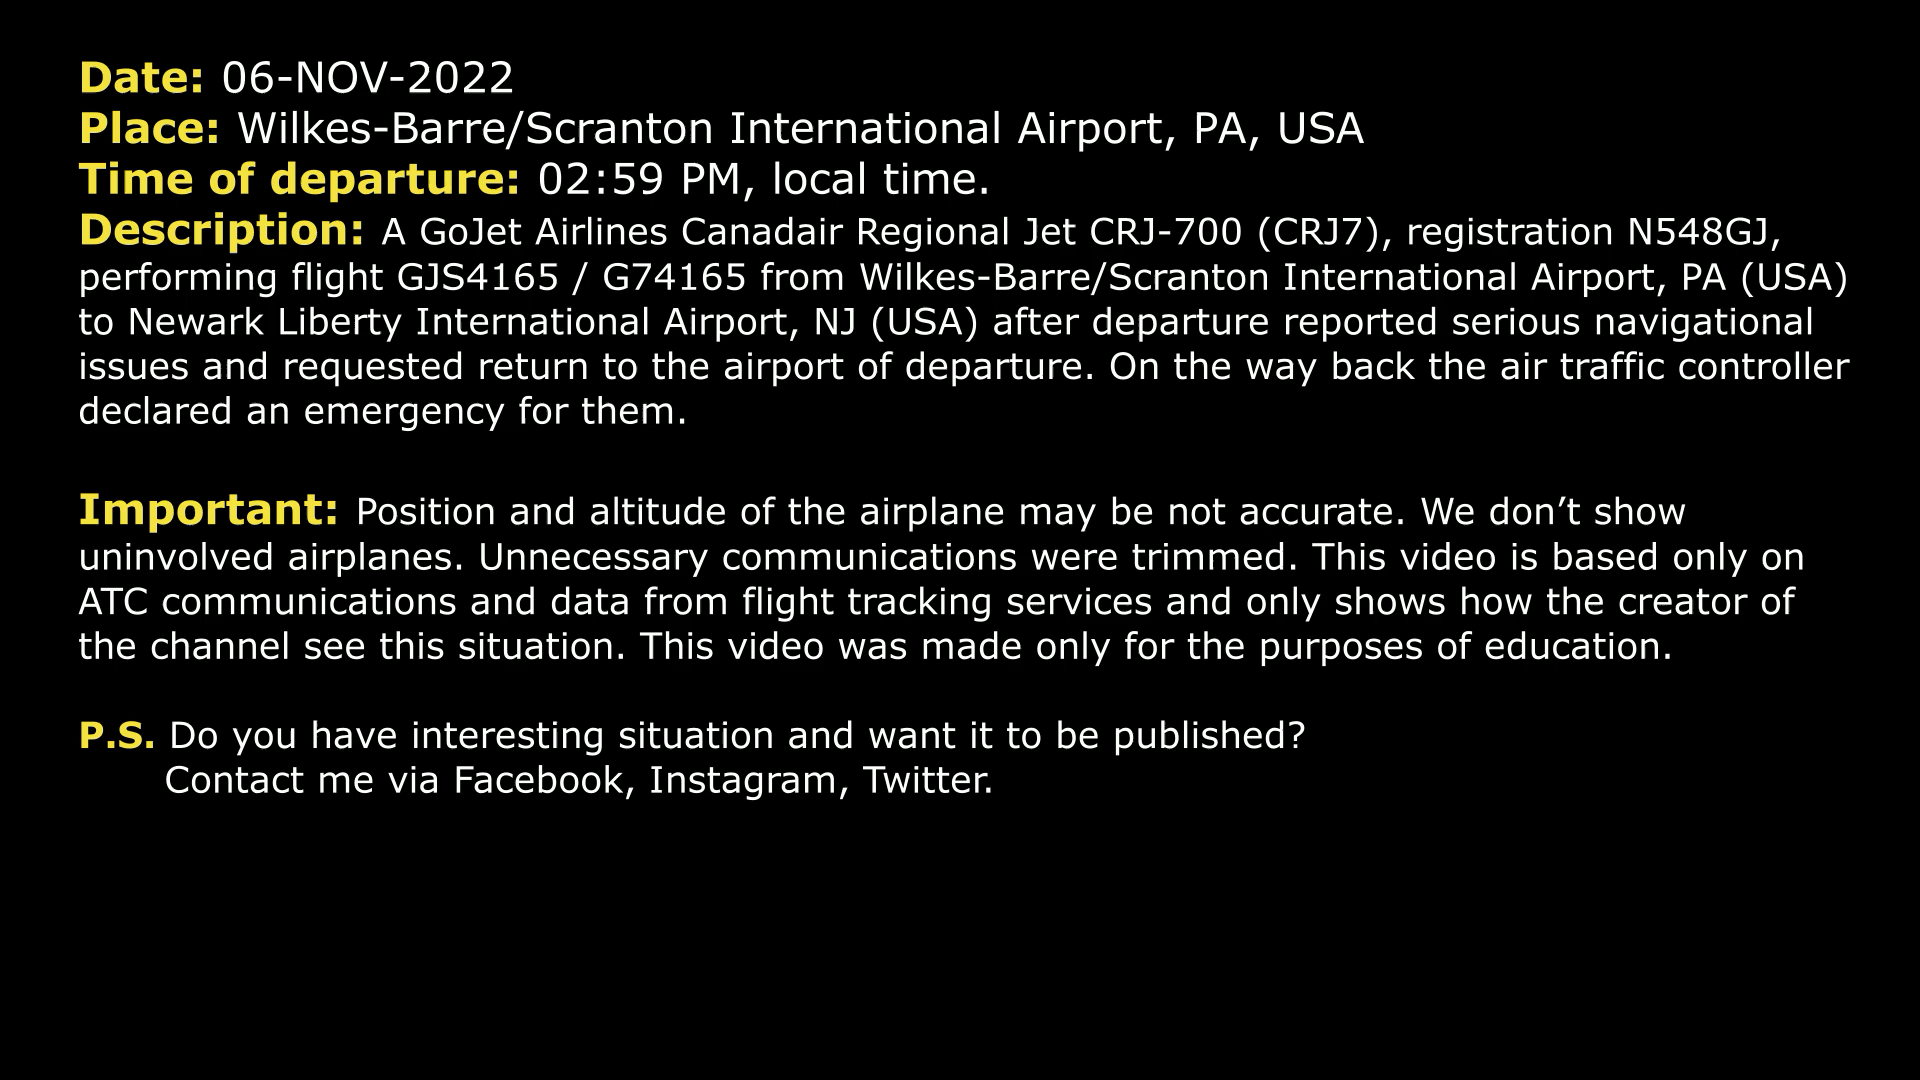 Date: 06-NOV-2022
Place: Wilkes-Barre/Scranton International Airport, PA, USA
Time of departure: 02:59 PM, local time.
Description: A GoJet Airlines Canadair Regional Jet CRJ-700 (CRJ7), registration N548GJ,
performing flight GJS4165 / G74165 from Wilkes-Barre/Scranton International Airport, PA (USA)
to Newark Liberty International Airport, NJ (USA) after departure reported serious navigational
issues and requested return to the airport of departure. On the way back the air traffic controller
declared an emergency for them.
Important: Position and altitude of the airplane may be not accurate. We don’t show
uninvolved airplanes. Unnecessary communications were trimmed. This video is based only on
ATC communications and data from flight tracking services and only shows how the creator of
the channel see this situation. This video was made only for the purposes of education.
P.S. Do you have interesting situation and want it to be published?
Contact me via Facebook, Instagram, Twitter.